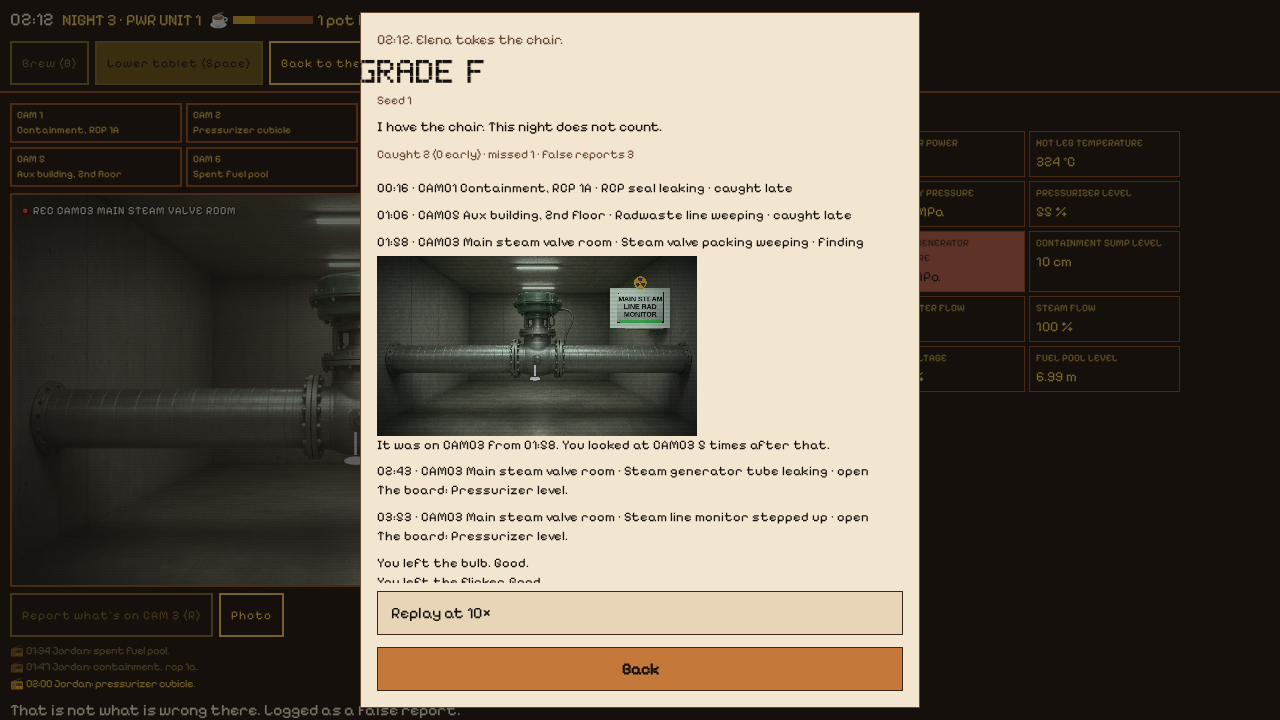 02:12 NIGHT 3 · PWR UNIT 1 ☕ 1 pot
Brew (B)
Lower tablet (Space)
Back to the
CAM 1
Containment, RCP 1A
CAM 2
Pressurizer cubicle
CAM 5
Aux building, 2nd floor
CAM 6
Spent fuel pool
REC CAM03 MAIN STEAM VALVE ROOM
Report what's on CAM 3 (R)
Photo
01:34 Jordan: spent fuel pool.
01:47 Jordan: containment, rcp 1a.
02:00 Jordan: pressurizer cubicle.
That is not what is wrong there. Logged as a false report.
02:12. Elena takes the chair.
GRADE F
Seed 1
I have the chair. This night does not count.
Caught 2 (0 early) · missed 1 · false reports 3
00:16 · CAM01 Containment, RCP 1A · RCP seal leaking · caught late
01:06 · CAM05 Aux building, 2nd floor · Radwaste line weeping · caught late
01:58 · CAM03 Main steam valve room · Steam valve packing weeping · finding
MAIN STEAM
LINE RAD
MONITOR
It was on CAM03 from 01:58. You looked at CAM03 5 times after that.
02:43 · CAM03 Main steam valve room · Steam generator tube leaking · open
The board: Pressurizer level.
03:53 · CAM03 Main steam valve room · Steam line monitor stepped up · open
The board: Pressurizer level.
You left the bulb. Good.
You left the flicker. Good.
Replay at 10×
Back
POWER
HOT LEG TEMPERATURE
324 °C
PRESSURE
MPa
PRESSURIZER LEVEL
55 %
GENERATOR
MPa
CONTAINMENT SUMP LEVEL
10 cm
FLOW
STEAM FLOW
100 %
%
FUEL POOL LEVEL
6.99 m